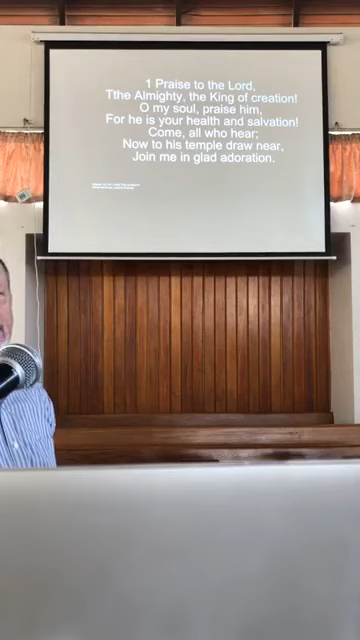 1 Praise to the Lord,
Tthe Almighty, the King of creation!
O my soul, praise him,
For he is your health and salvation!
Come, all who hear;
Now to his temple draw near,
Join me in glad adoration.